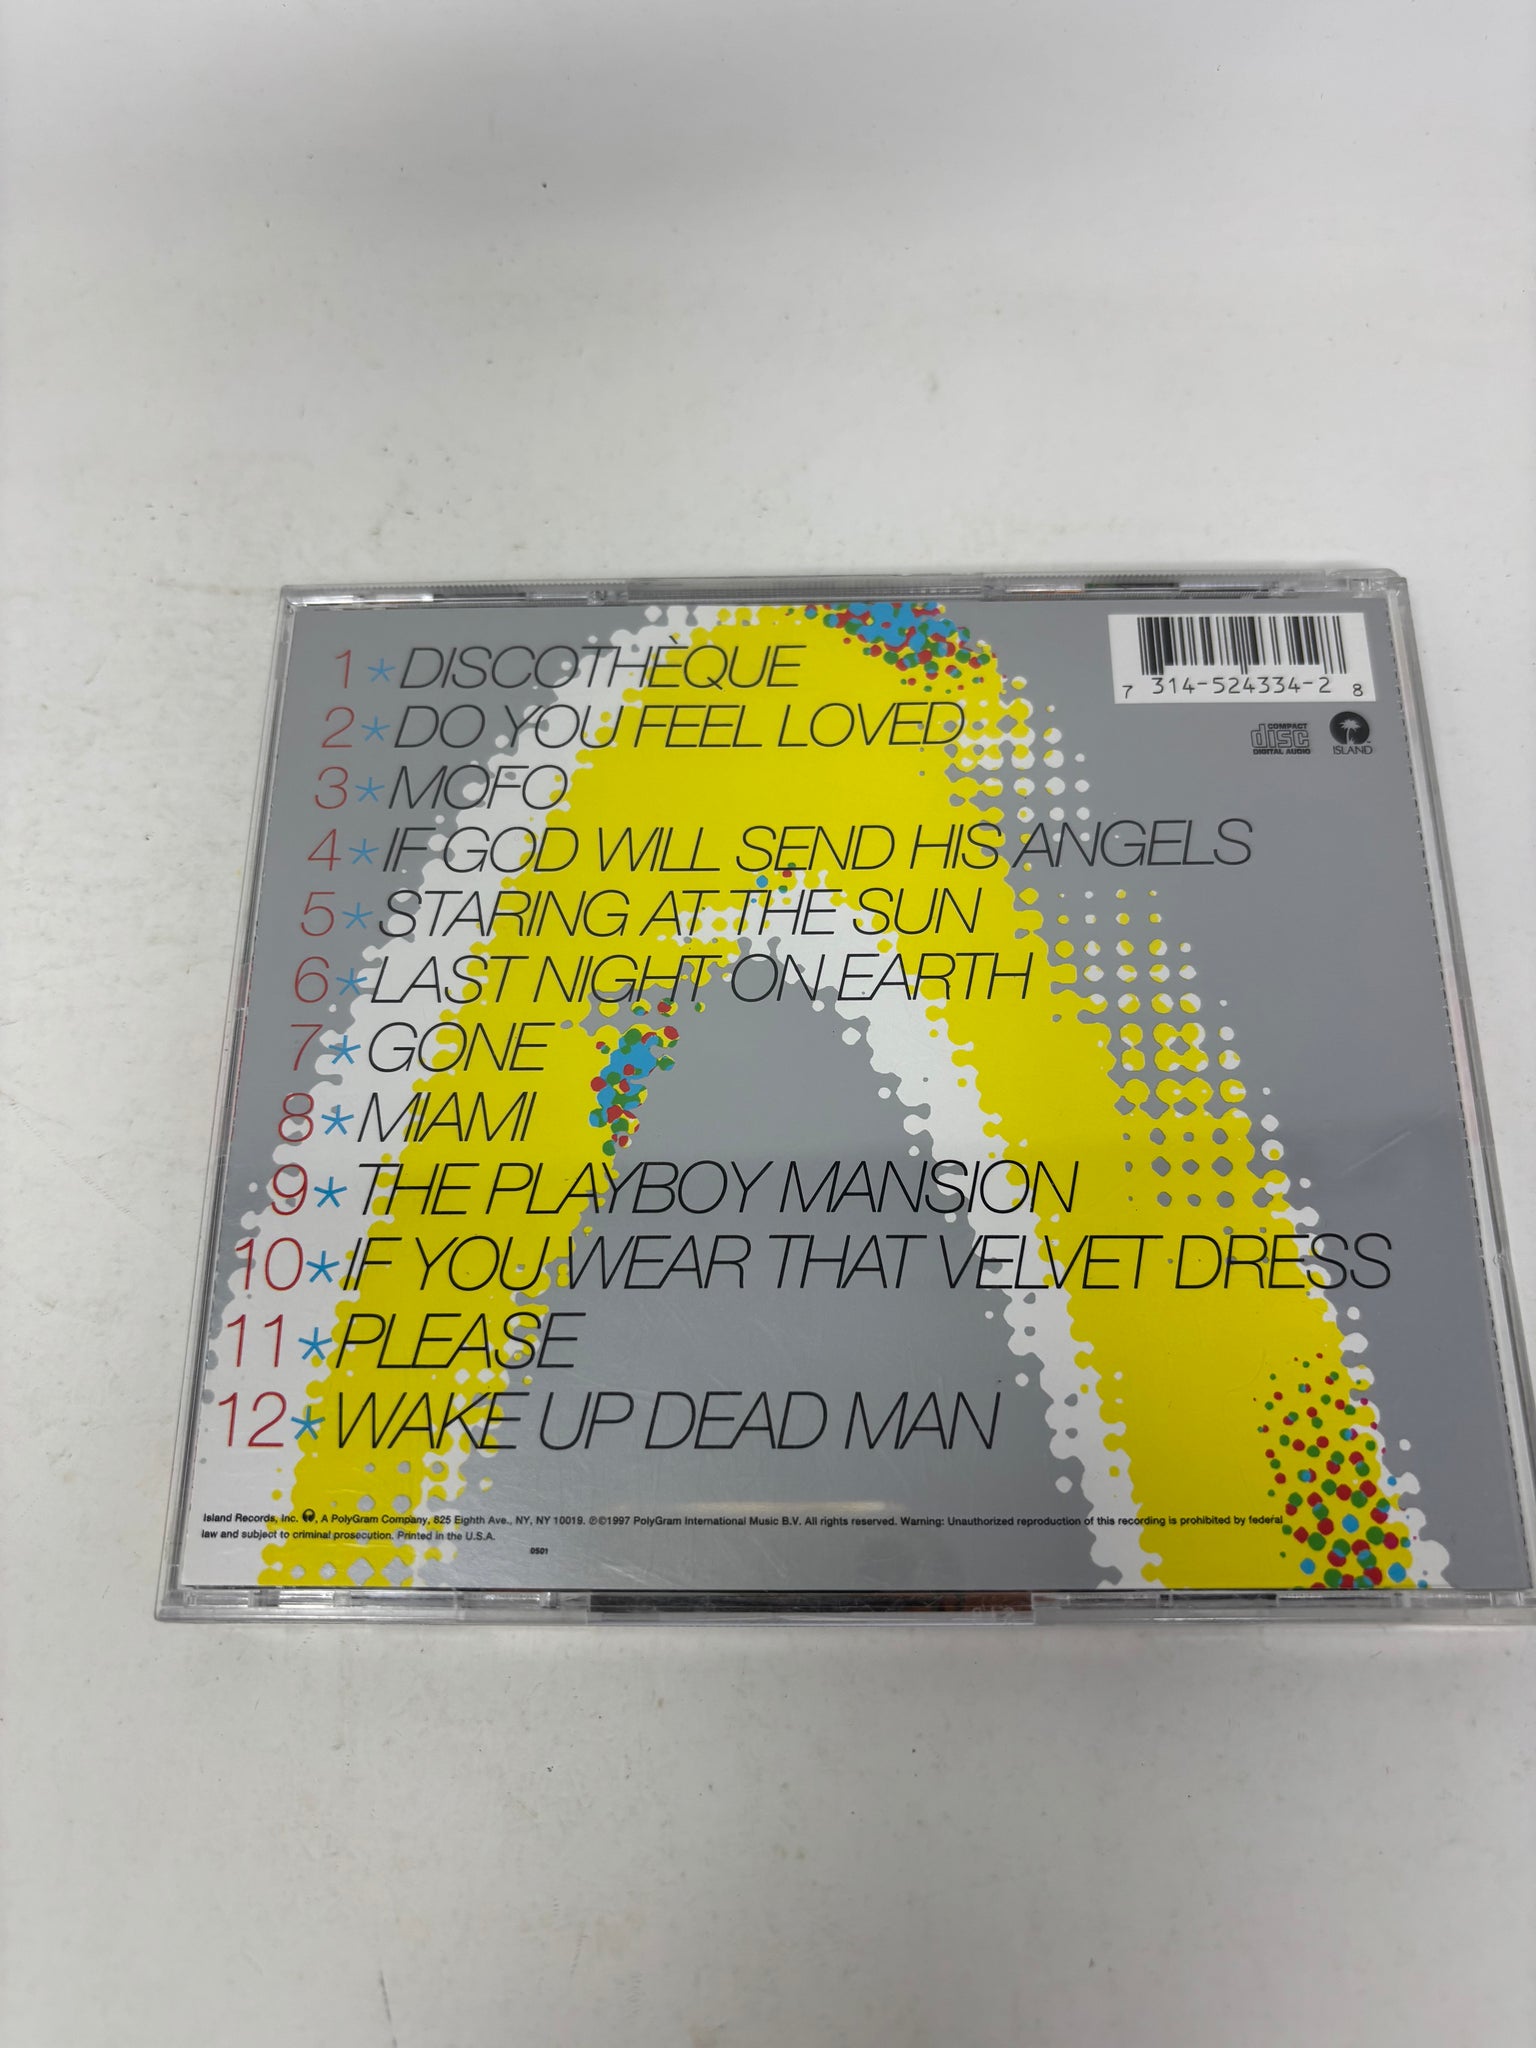 1*DISCOTHÈQUE
2*DO YOU FEEL LOVED
3*MOFO
4*IF GOD WILL SEND HIS ANGELS
5*STARING AT THE SUN
6*LAST NIGHT ON EARTH
7*GONE
8*MIAMI
9*THE PLAYBOY MANSION
10*IF YOU WEAR THAT VELVET DRESS
11*PLEASE
12*WAKE UP DEAD MAN
7 314-524334-2 8
COMPACT
disc
DIGITAL AUDIO
ISLAND
Island Records, Inc. , A PolyGram Company, 825 Eighth Ave., NY, NY 10019. ℗©1997 PolyGram International Music B.V. All rights reserved. Warning: Unauthorized reproduction of this recording is prohibited by federal
law and subject to criminal prosecution. Printed in the U.S.A.
0501